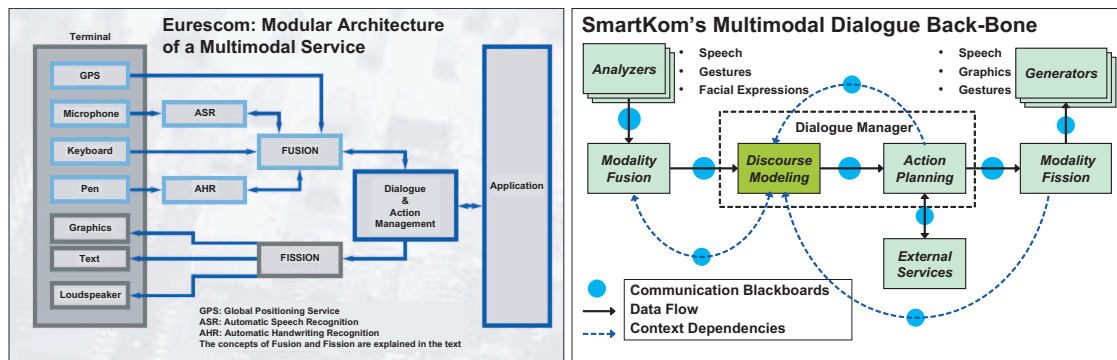 Eurescom: Modular Architecture
of a Multimodal Service
Terminal
GPS
Microphone
ASR
Keyboard
FUSION
Pen
AHR
Dialogue
&
Action
Management
Application
Graphics
Text
FISSION
Loudspeaker
GPS: Global Positioning Service
ASR: Automatic Speech Recognition
AHR: Automatic Handwriting Recognition
The concepts of Fusion and Fission are explained in the text
SmartKom's Multimodal Dialogue Back-Bone
Analyzers
• Speech
• Gestures
• Facial Expressions
• Speech
• Graphics
• Gestures
Generators
Dialogue Manager
Modality
Fusion
Discourse
Modeling
Action
Planning
Modality
Fission
External
Services
Communication Blackboards
Data Flow
Context Dependencies